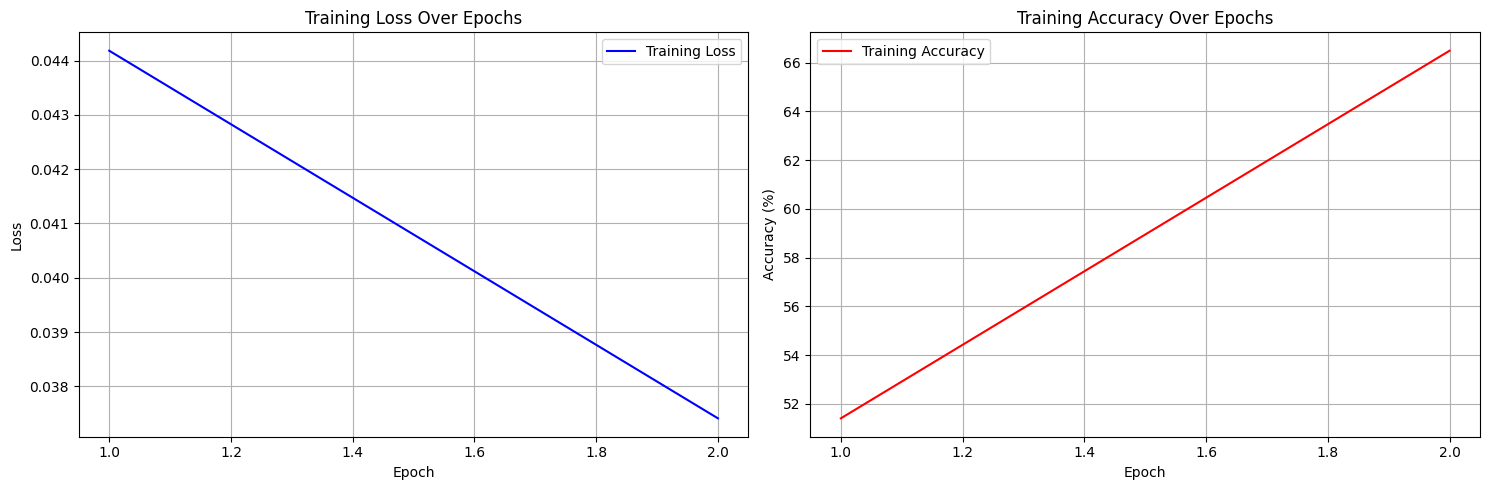 Training Loss Over Epochs
Training Loss
0.044
0.043
0.042
0.041
0.040
0.039
0.038
Loss
1.0 1.2 1.4 1.6 1.8 2.0
Epoch
Training Accuracy Over Epochs
Training Accuracy
66
64
62
60
58
56
54
52
Accuracy (%)
1.0 1.2 1.4 1.6 1.8 2.0
Epoch